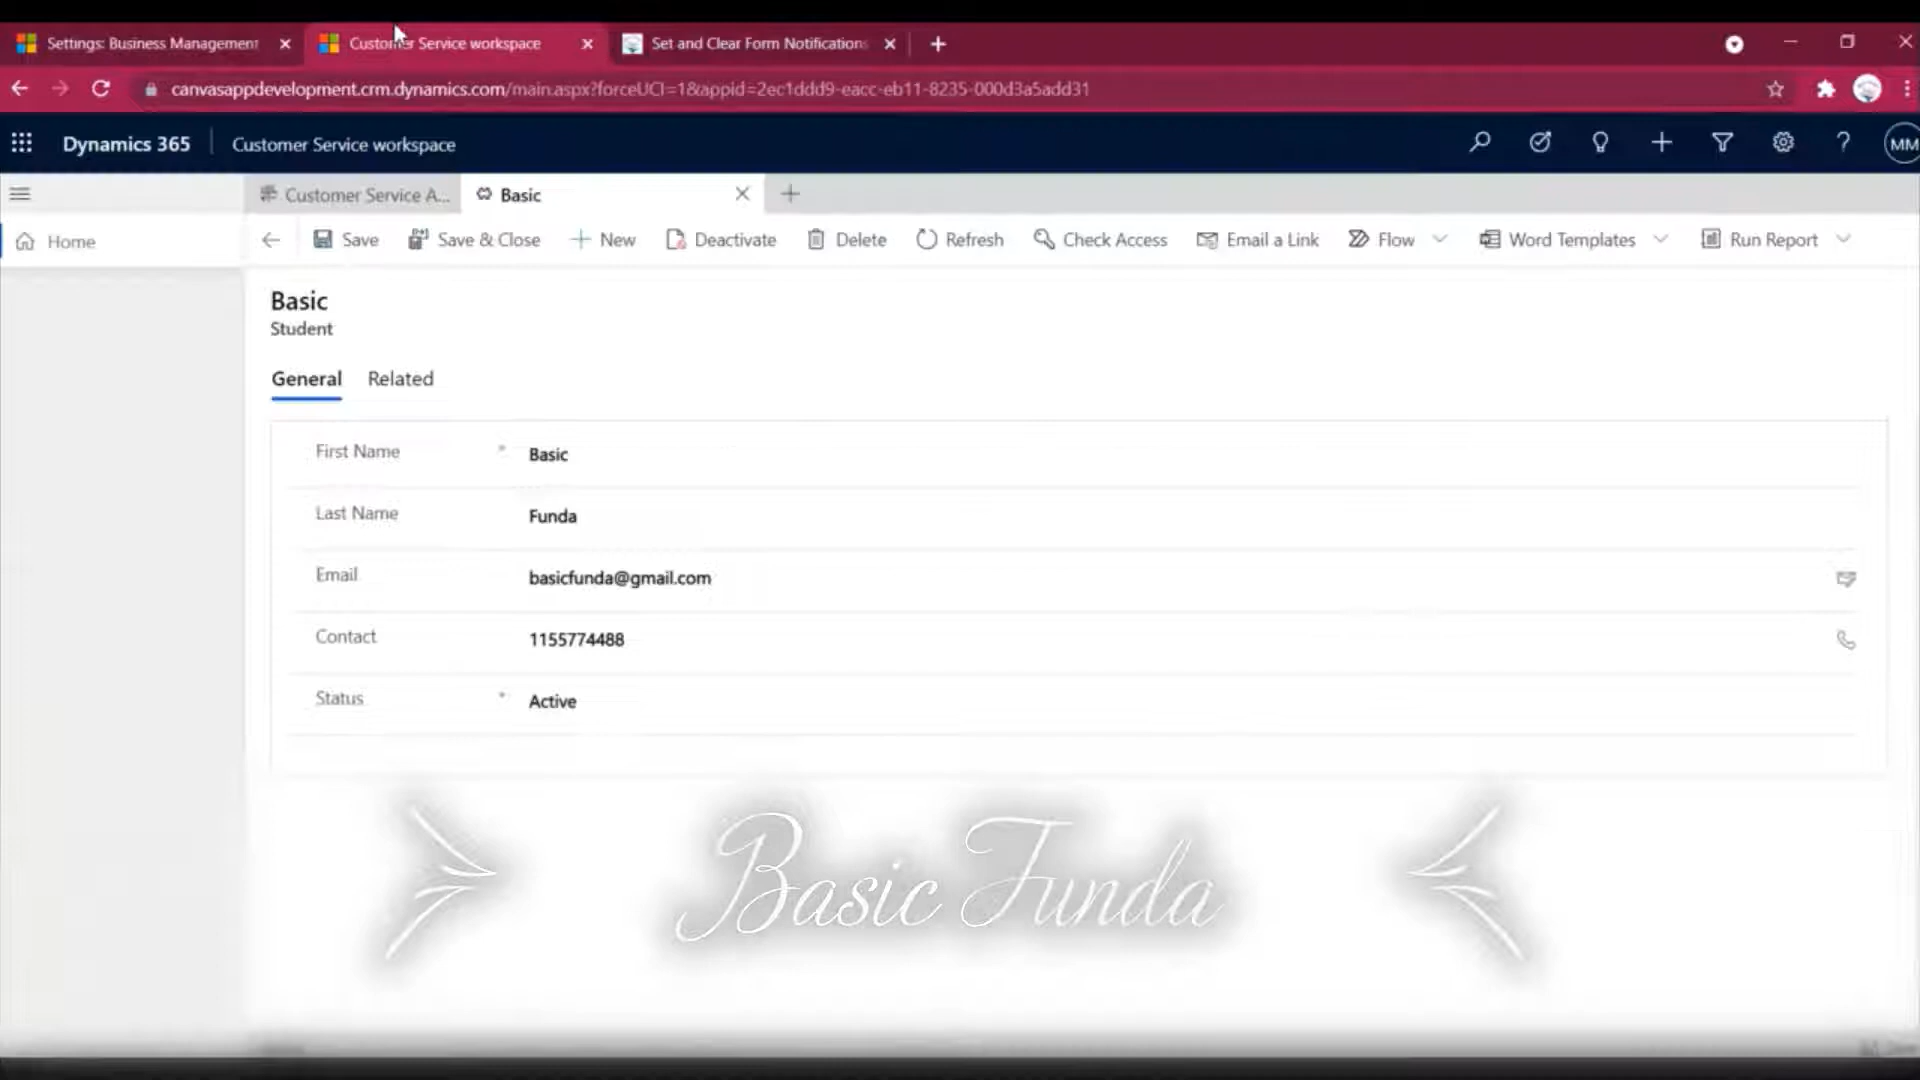 Settings: Business Management
Customer Service workspace
Set and Clear Form Notifications
canvasappdevelopment.crm.dynamics.com/main.aspx?forceUCI=1&appid=2ec1ddd9-eacc-eb11-8235-000d3a5add31
Dynamics 365
Customer Service workspace
MM
Customer Service A...
Basic
Home
Save
Save & Close
New
Deactivate
Delete
Refresh
Check Access
Email a Link
Flow
Word Templates
Run Report
Basic
Student
General
Related
First Name * Basic
Last Name Funda
Email basicfunda@gmail.com
Contact 1155774488
Status * Active
Basic Funda